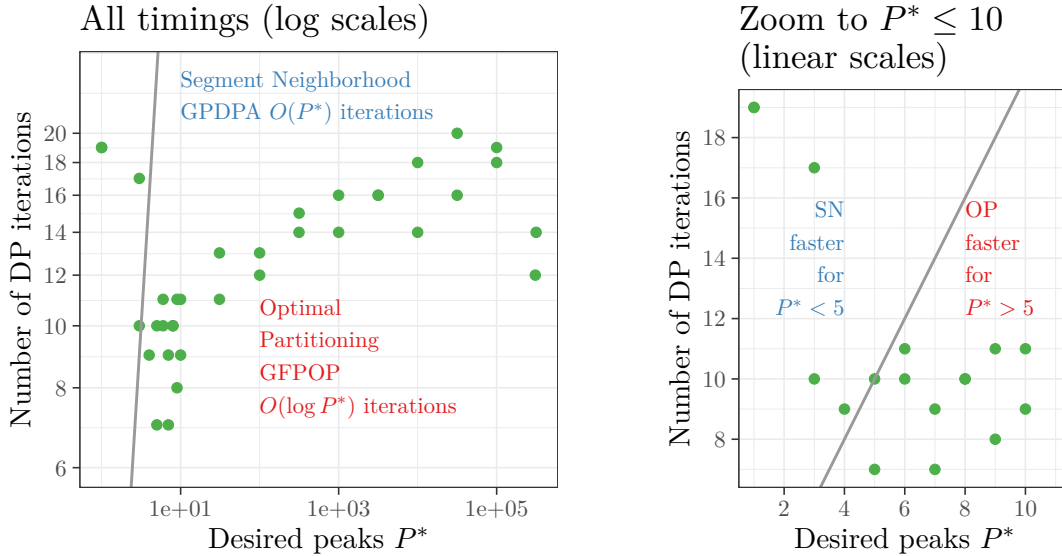 All timings (log scales)
Number of DP iterations
20
18
16
14
12
10
8
6
Segment Neighborhood
GPDPA O(P*) iterations
Optimal
Partitioning
GFPOP
O(log P*) iterations
1e+01
1e+03
1e+05
Desired peaks P*
Zoom to P* ≤ 10
(linear scales)
Number of DP iterations
18
16
14
12
10
8
SN
faster
for
P* < 5
OP
faster
for
P* > 5
2
4
6
8
10
Desired peaks P*